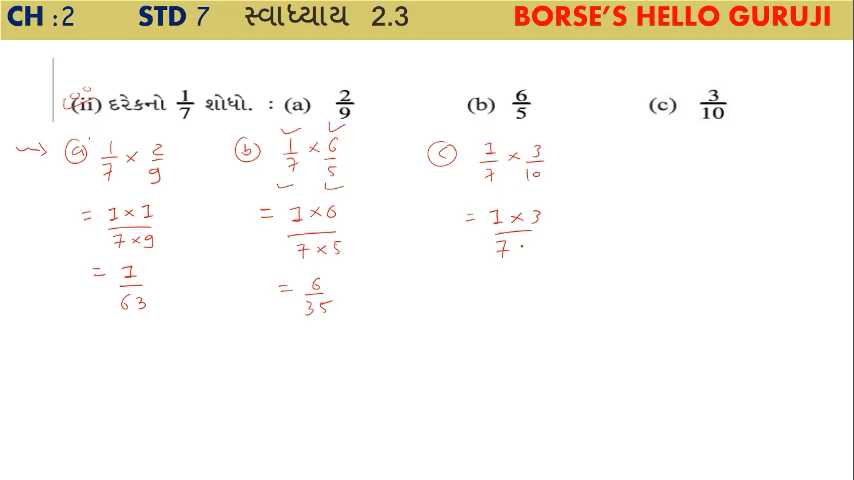 CH : 2 STD 7 સ્વાધ્યાય 2.3 BORSE'S HELLO GURUJI
(ii) દરેકનો 1/7 શોધો. : (a) 2/9 (b) 6/5 (c) 3/10
(a) 1/7 × 2/9 (b) 1/7 × 6/5 (c) 1/7 × 3/10
= 1 × 1 / 7 × 9 = 1 × 6 / 7 × 5 = 1 × 3 / 7 .
= 1/63 = 6/35